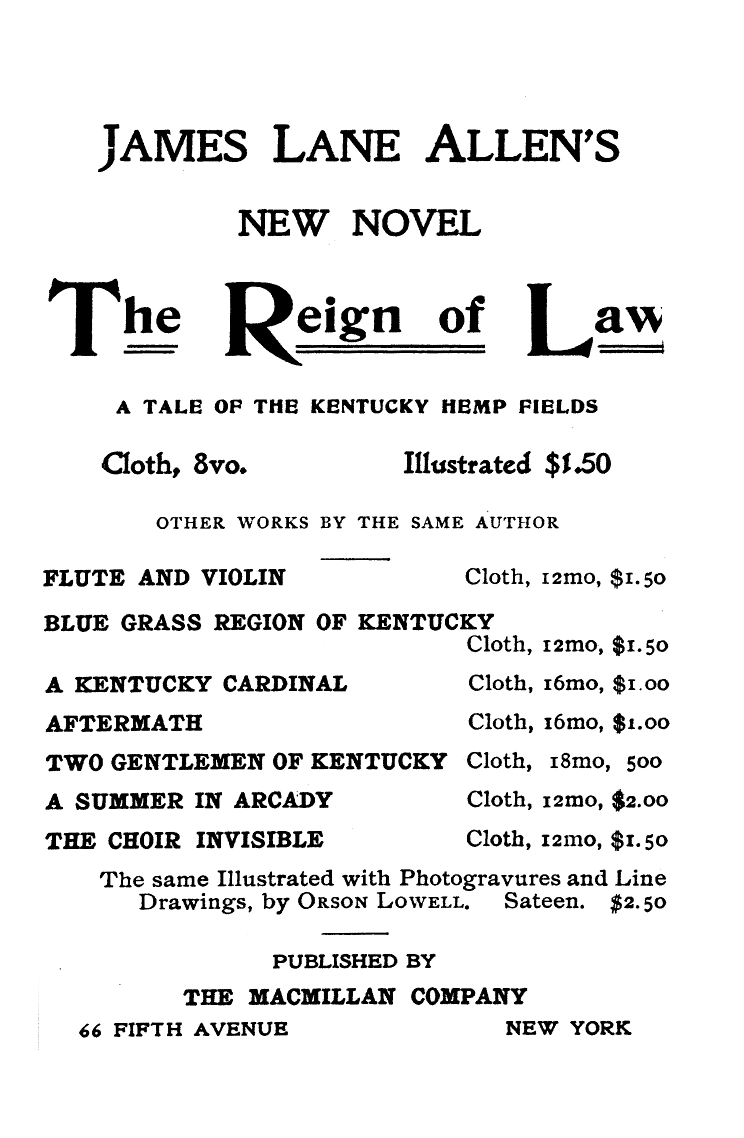 JAMES LANE ALLEN'S
NEW NOVEL
The Reign of Law
A TALE OF THE KENTUCKY HEMP FIELDS
Cloth, 8vo. Illustrated $1.50
OTHER WORKS BY THE SAME AUTHOR
FLUTE AND VIOLIN Cloth, 12mo, $1.50
BLUE GRASS REGION OF KENTUCKY
Cloth, 12mo, $1.50
A KENTUCKY CARDINAL Cloth, 16mo, $1.00
AFTERMATH Cloth, 16mo, $1.00
TWO GENTLEMEN OF KENTUCKY Cloth, 18mo, 500
A SUMMER IN ARCADY Cloth, 12mo, $2.00
THE CHOIR INVISIBLE Cloth, 12mo, $1.50
The same Illustrated with Photogravures and Line
Drawings, by ORSON LOWELL. Sateen. $2.50
PUBLISHED BY
THE MACMILLAN COMPANY
66 FIFTH AVENUE NEW YORK